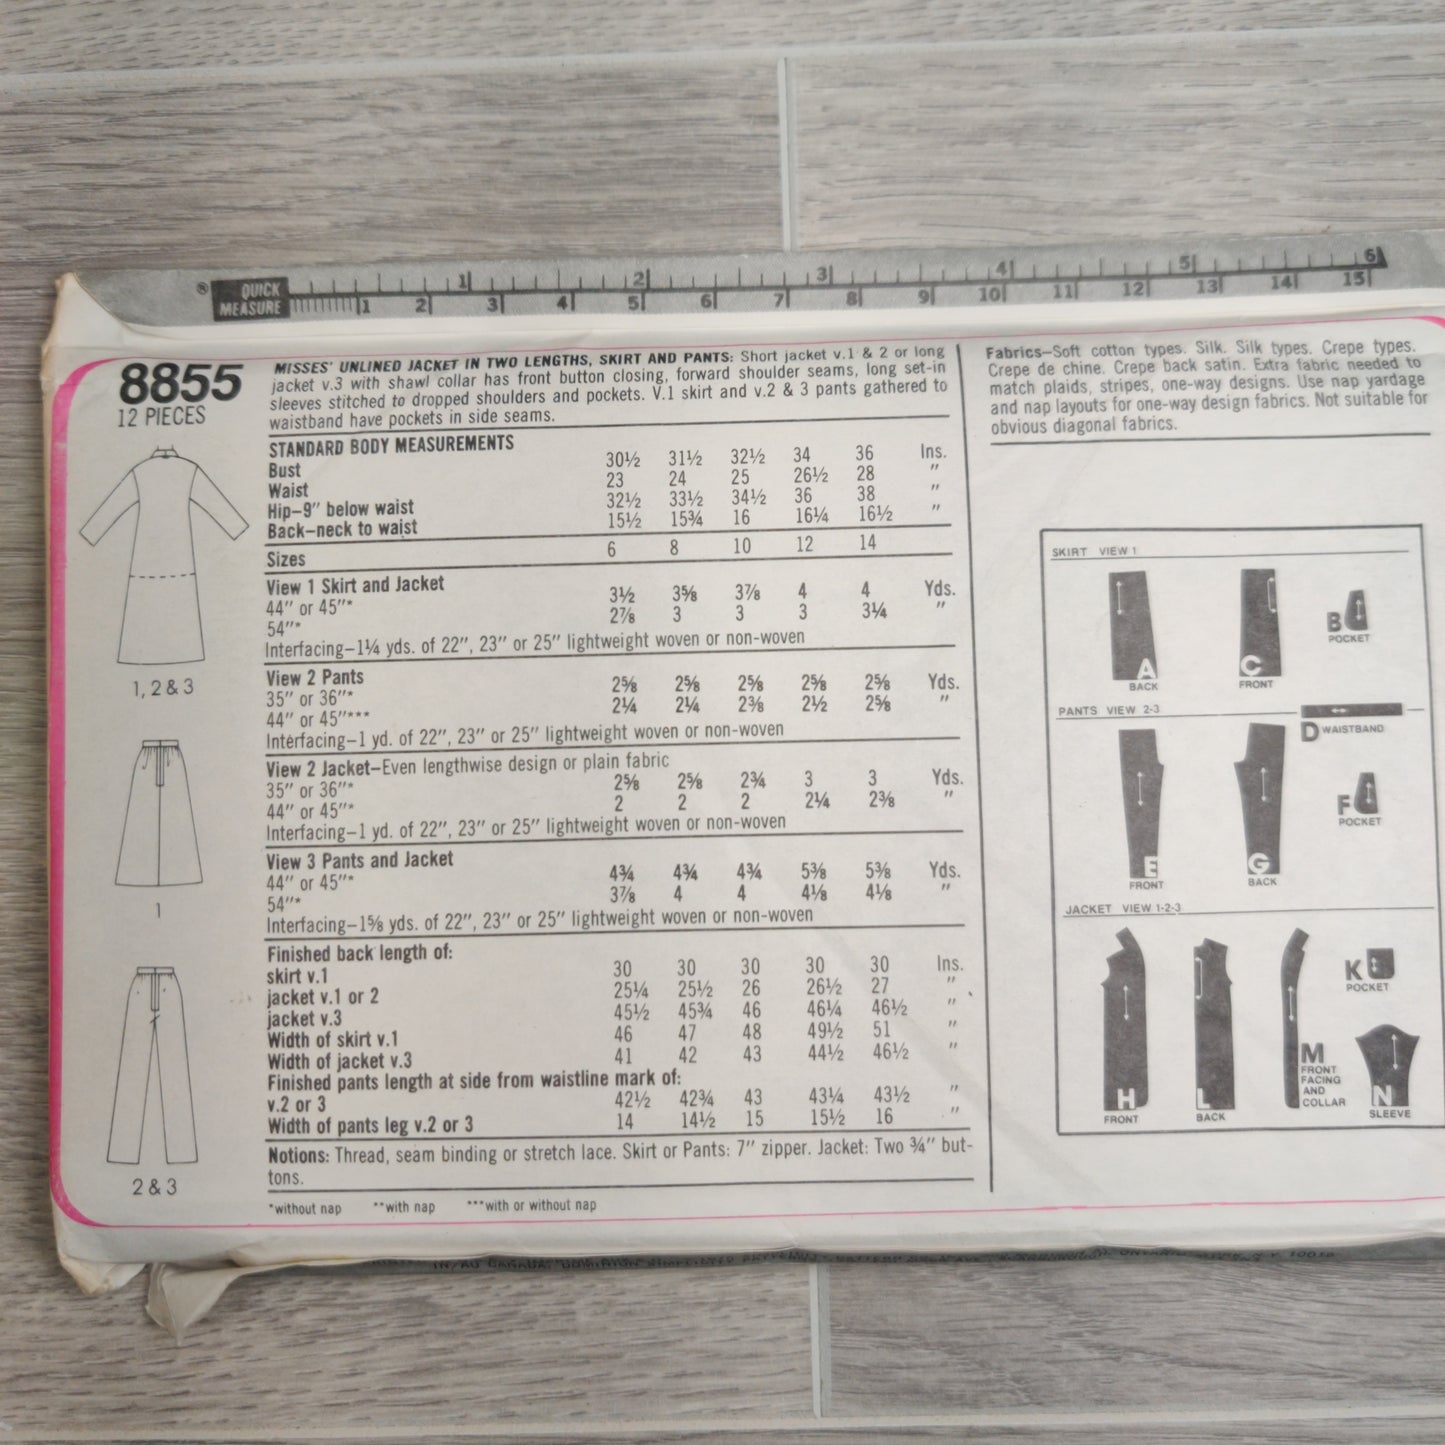 ® QUICK MEASURE
1 2 3 4 5 6
1 2 3 4 5 6 7 8 9 10 11 12 13 14 15
8855
12 PIECES
MISSES' UNLINED JACKET IN TWO LENGTHS, SKIRT AND PANTS: Short jacket v.1 & 2 or long
jacket v.3 with shawl collar has front button closing, forward shoulder seams, long set-in
sleeves stitched to dropped shoulders and pockets. V.1 skirt and v.2 & 3 pants gathered to
waistband have pockets in side seams.
STANDARD BODY MEASUREMENTS
Bust 30½ 31½ 32½ 34 36 Ins.
Waist 23 24 25 26½ 28 "
Hip–9" below waist 32½ 33½ 34½ 36 38 "
Back–neck to waist 15½ 15¾ 16 16¼ 16½ "
Sizes 6 8 10 12 14
View 1 Skirt and Jacket
44" or 45"* 3½ 3⅝ 3⅞ 4 4 Yds.
54"* 2⅞ 3 3 3 3¼ "
Interfacing–1¼ yds. of 22", 23" or 25" lightweight woven or non-woven
View 2 Pants
35" or 36"* 2⅝ 2⅝ 2⅝ 2⅝ 2⅝ Yds.
44" or 45"*** 2¼ 2¼ 2⅜ 2½ 2⅝ "
Interfacing–1 yd. of 22", 23" or 25" lightweight woven or non-woven
View 2 Jacket–Even lengthwise design or plain fabric
35" or 36"* 2⅝ 2⅝ 2¾ 3 3 Yds.
44" or 45"* 2 2 2 2¼ 2⅜ "
Interfacing–1 yd. of 22", 23" or 25" lightweight woven or non-woven
View 3 Pants and Jacket
44" or 45"* 4¾ 4¾ 4¾ 5⅜ 5⅜ Yds.
54"* 3⅞ 4 4 4⅛ 4⅛ "
Interfacing–1⅝ yds. of 22", 23" or 25" lightweight woven or non-woven
Finished back length of:
skirt v.1 30 30 30 30 30 Ins.
jacket v.1 or 2 25¼ 25½ 26 26½ 27 "
jacket v.3 45½ 45¾ 46 46¼ 46½ "
Width of skirt v.1 46 47 48 49½ 51 "
Width of jacket v.3 41 42 43 44½ 46½ "
Finished pants length at side from waistline mark of:
v.2 or 3 42½ 42¾ 43 43¼ 43½ "
Width of pants leg v.2 or 3 14 14½ 15 15½ 16 "
Notions: Thread, seam binding or stretch lace. Skirt or Pants: 7" zipper. Jacket: Two ¾" but-
tons.
*without nap **with nap ***with or without nap
1, 2 & 3
1
2 & 3
Fabrics–Soft cotton types. Silk. Silk types. Crepe types.
Crepe de chine. Crepe back satin. Extra fabric needed to
match plaids, stripes, one-way designs. Use nap yardage
and nap layouts for one-way design fabrics. Not suitable for
obvious diagonal fabrics.
SKIRT VIEW 1
A BACK
C FRONT
B POCKET
PANTS VIEW 2-3
D WAISTBAND
E FRONT
G BACK
F POCKET
JACKET VIEW 1-2-3
H FRONT
L BACK
M FRONT FACING AND COLLAR
K POCKET
N SLEEVE